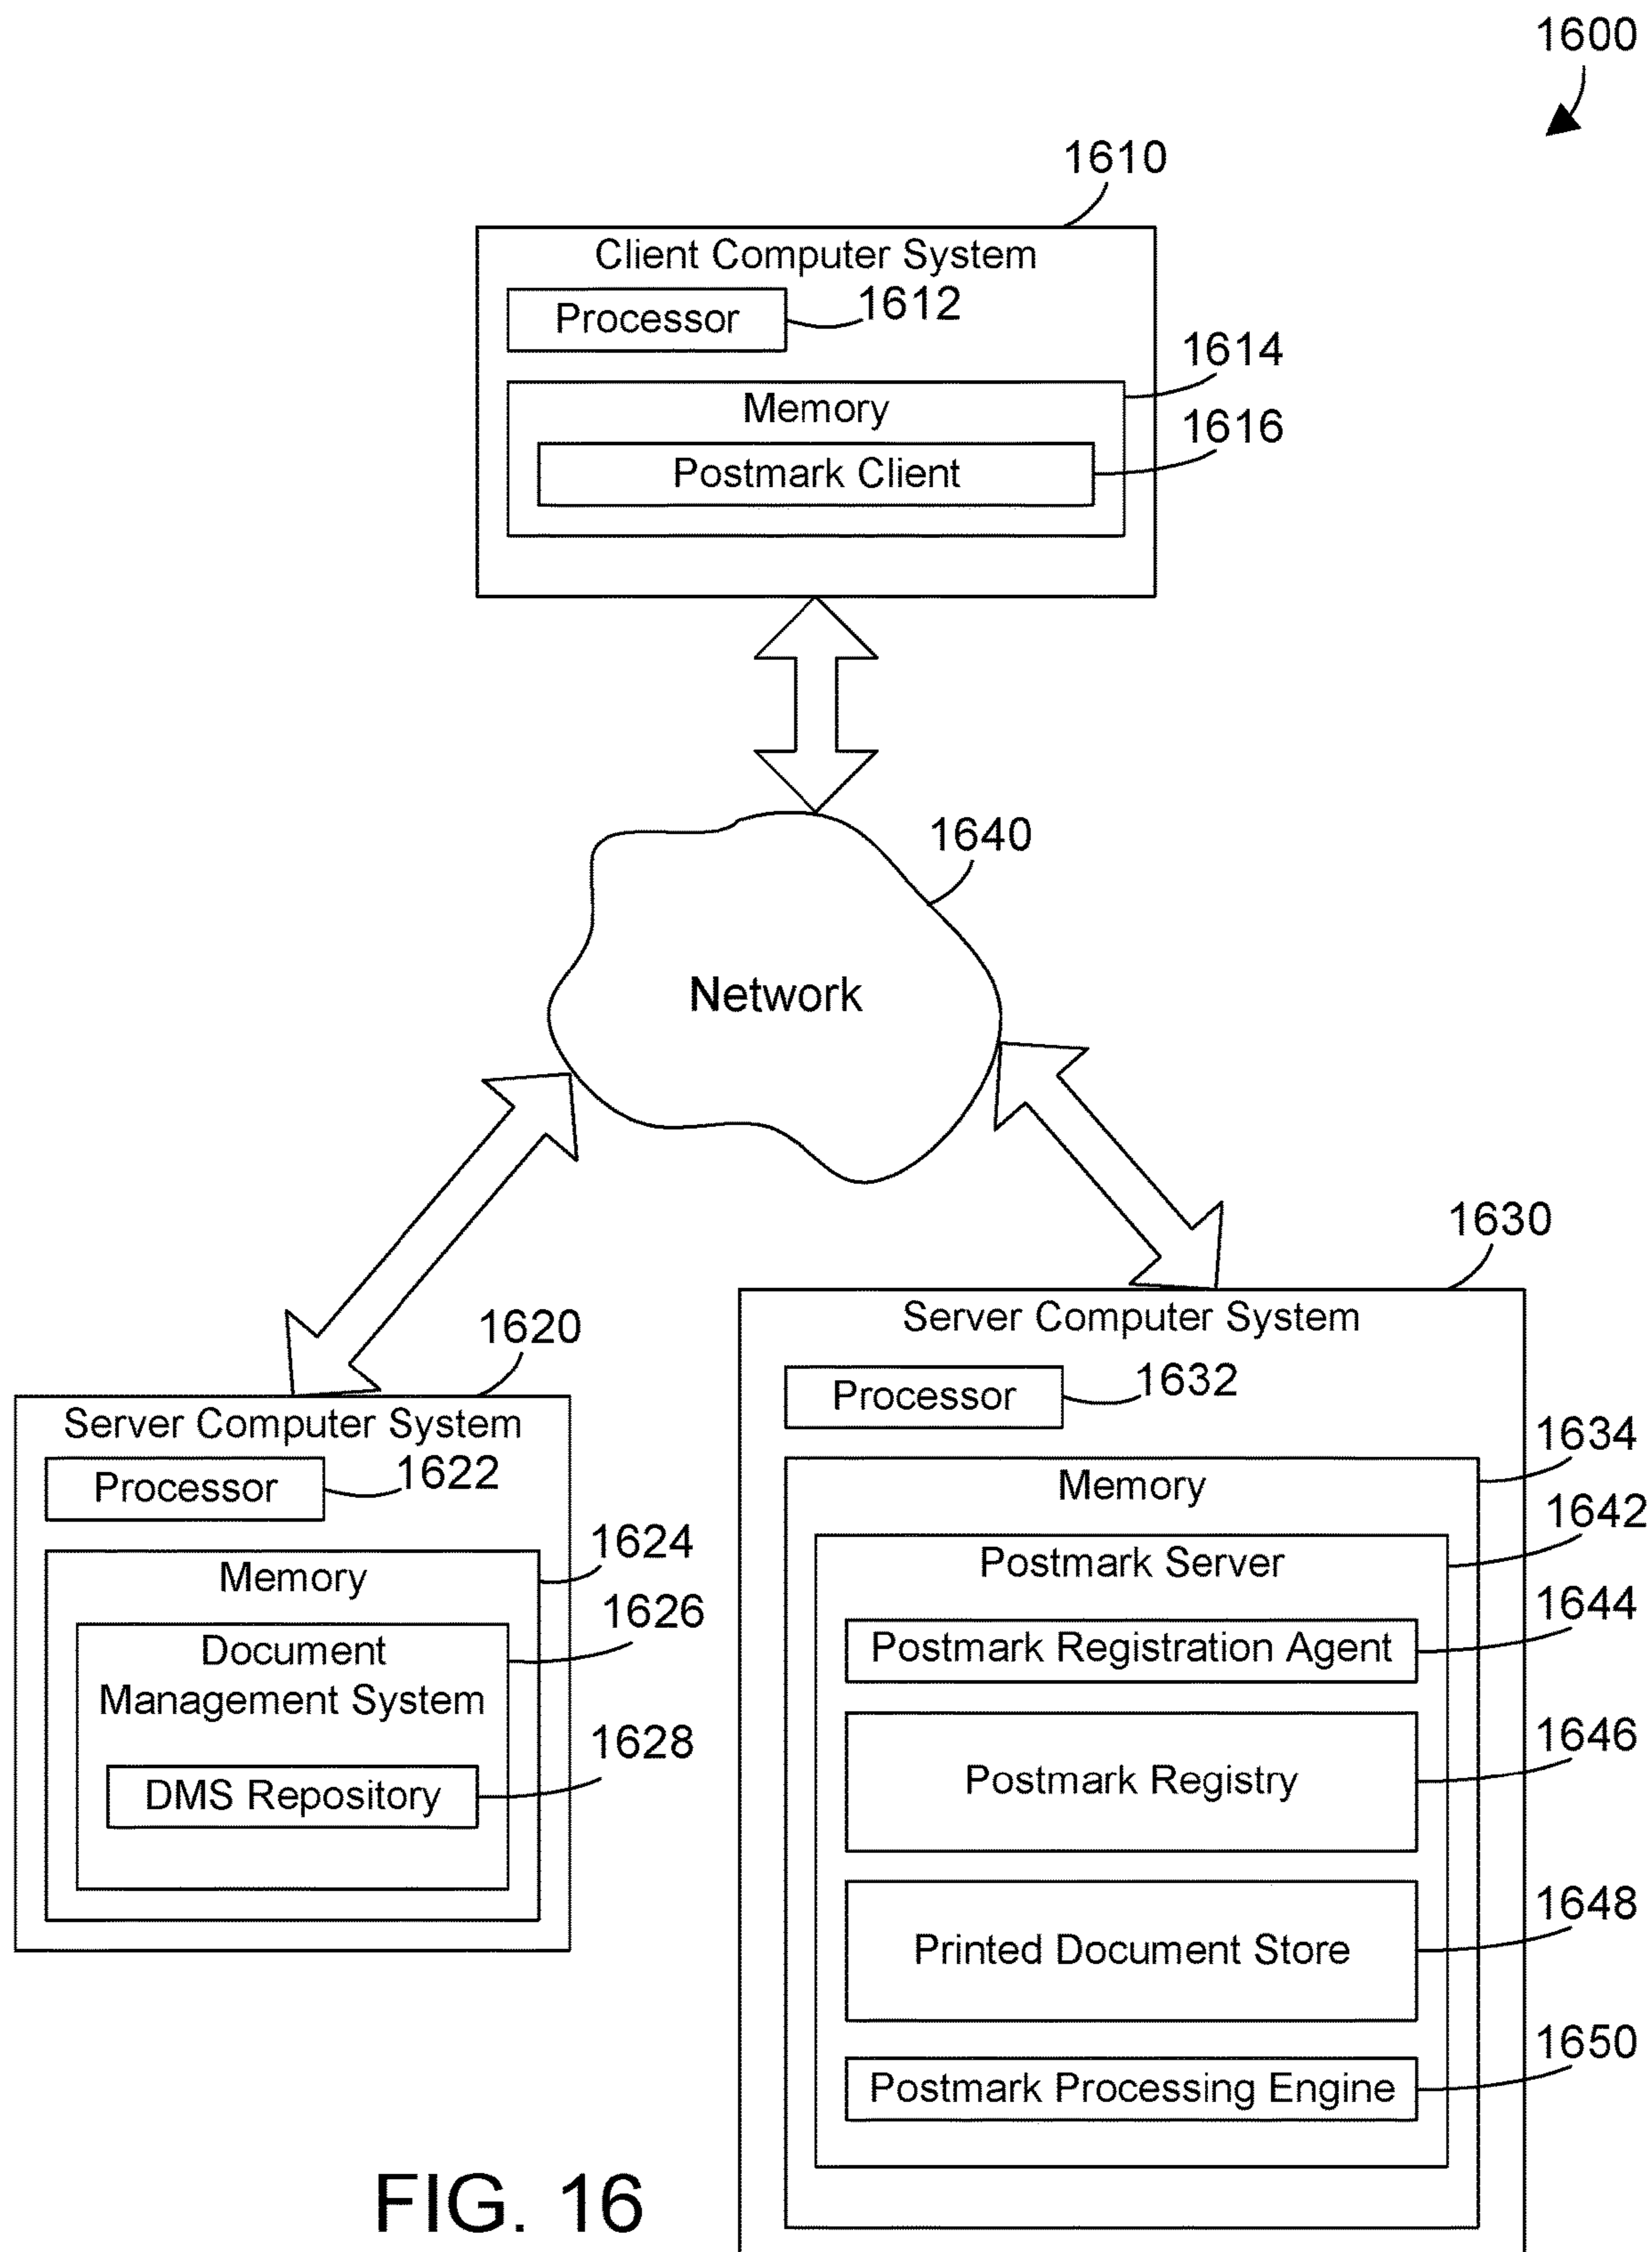 1600
1610
Client Computer System
Processor
1612
1614
Memory
1616
Postmark Client
1640
Network
1630
Server Computer System
1620
Server Computer System
Processor
1632
Processor
1622
1634
Memory
1642
Postmark Server
1624
Memory
1626
Document
Management System
1628
DMS Repository
1644
Postmark Registration Agent
1646
Postmark Registry
1648
Printed Document Store
1650
Postmark Processing Engine
FIG. 16